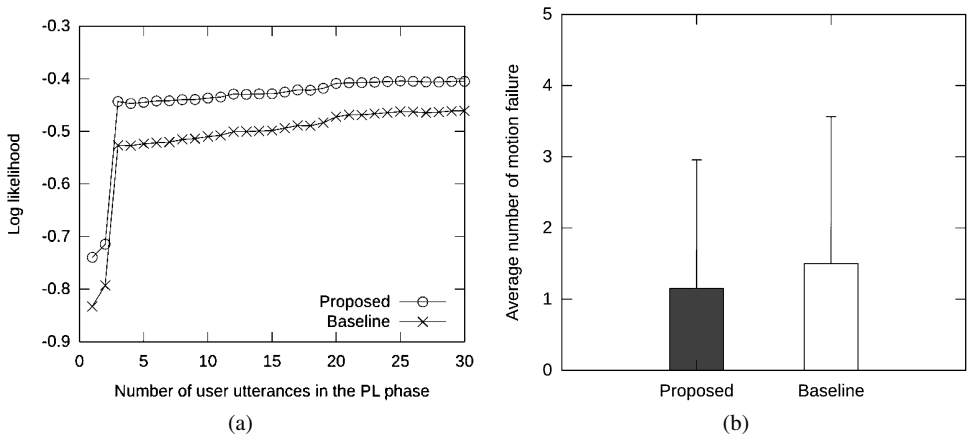 -0.3
-0.4
-0.5
-0.6
-0.7
-0.8
-0.9
Log likelihood
Proposed
Baseline
0 5 10 15 20 25 30
Number of user utterances in the PL phase
(a)
5
4
3
2
1
0
Average number of motion failure
Proposed Baseline
(b)